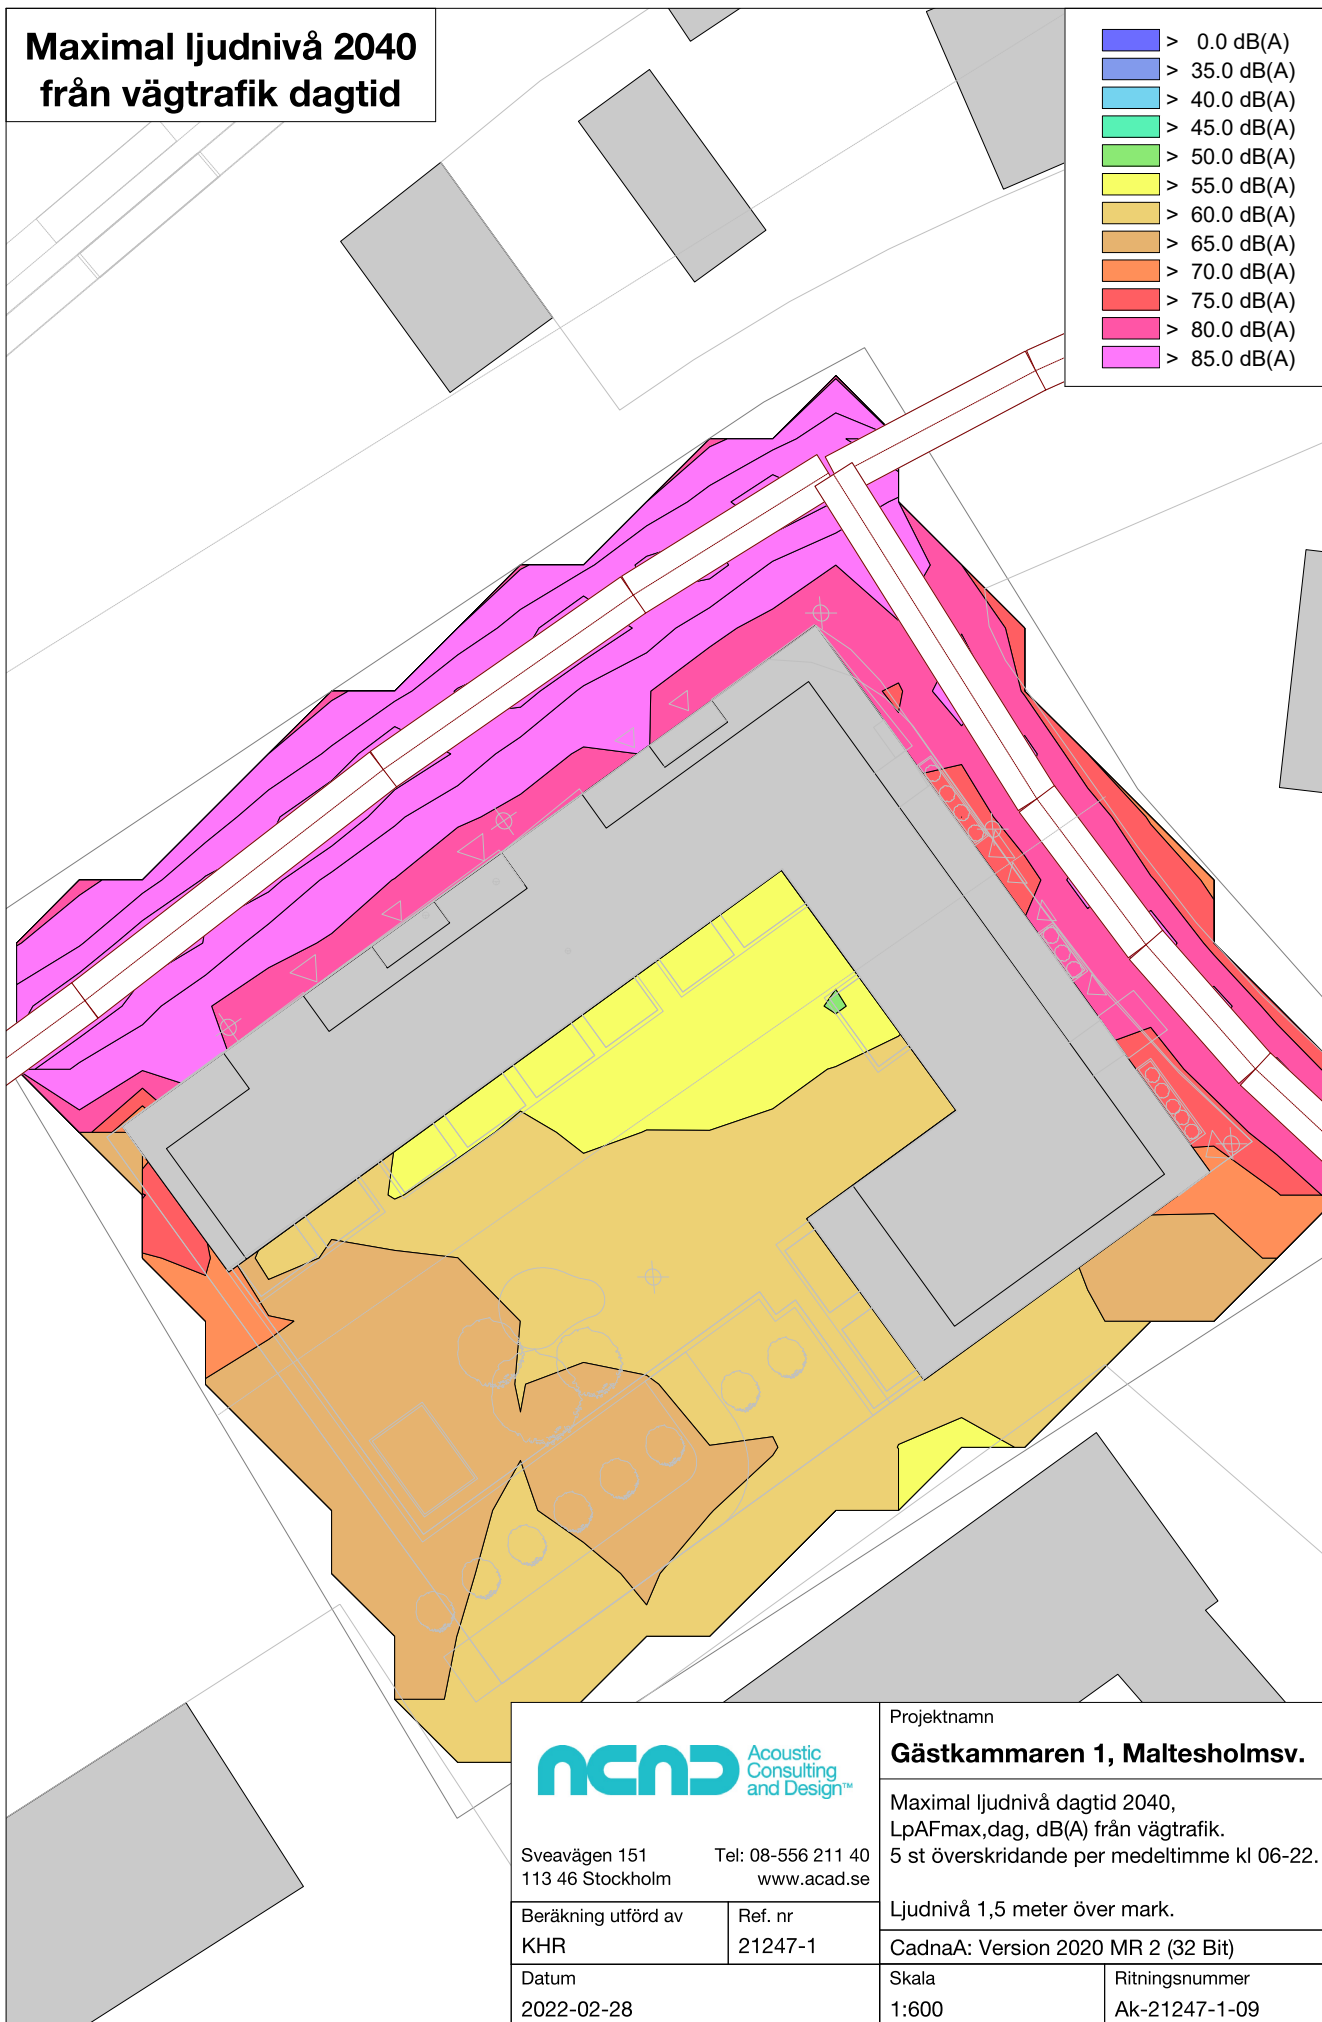 Maximal ljudnivå 2040
från vägtrafik dagtid
> 0.0 dB(A)
> 35.0 dB(A)
> 40.0 dB(A)
> 45.0 dB(A)
> 50.0 dB(A)
> 55.0 dB(A)
> 60.0 dB(A)
> 65.0 dB(A)
> 70.0 dB(A)
> 75.0 dB(A)
> 80.0 dB(A)
> 85.0 dB(A)
acad Acoustic
Consulting
and Design™
Sveavägen 151 Tel: 08-556 211 40
113 46 Stockholm www.acad.se
Beräkning utförd av
KHR
Ref. nr
21247-1
Datum
2022-02-28
Projektnamn
Gästkammaren 1, Maltesholmsv.
Maximal ljudnivå dagtid 2040,
LpAFmax,dag, dB(A) från vägtrafik.
5 st överskridande per medeltimme kl 06-22.
Ljudnivå 1,5 meter över mark.
CadnaA: Version 2020 MR 2 (32 Bit)
Skala
1:600
Ritningsnummer
Ak-21247-1-09